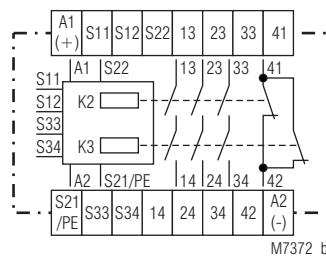 A1 (+) S11 S12 S22 13 23 33 41
A1 S22 13 23 33 41
S11
S12 K2
S33
S34 K3
A2 S21/PE 14 24 34 42
S21 /PE S33 S34 14 24 34 42 A2 (-)
M7372_b